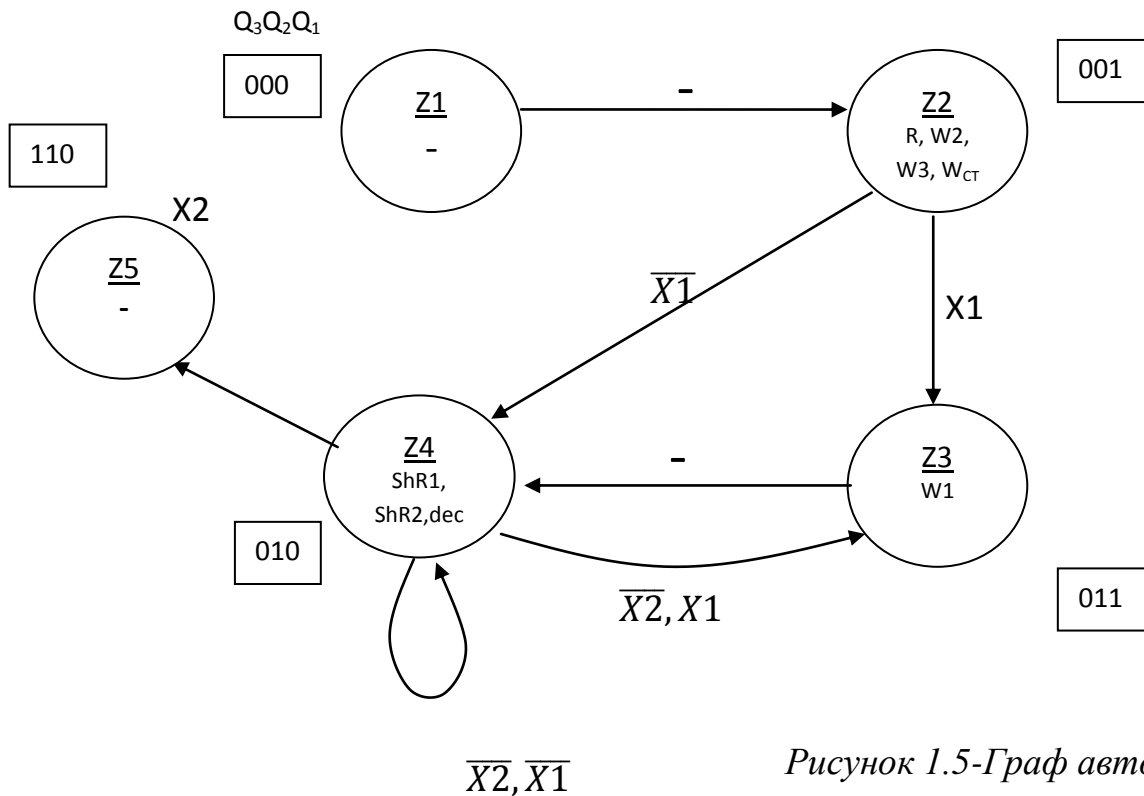 Q₃Q₂Q₁
000
Z1
-
-
Z2
R, W2,
W3, W_CT
001
110
X2
Z5
-
X̅1̅
X1
Z4
ShR1,
ShR2,dec
-
Z3
W1
010
X̅2̅, X1
011
X̅2̅, X̅1̅
Рисунок 1.5-Граф авто